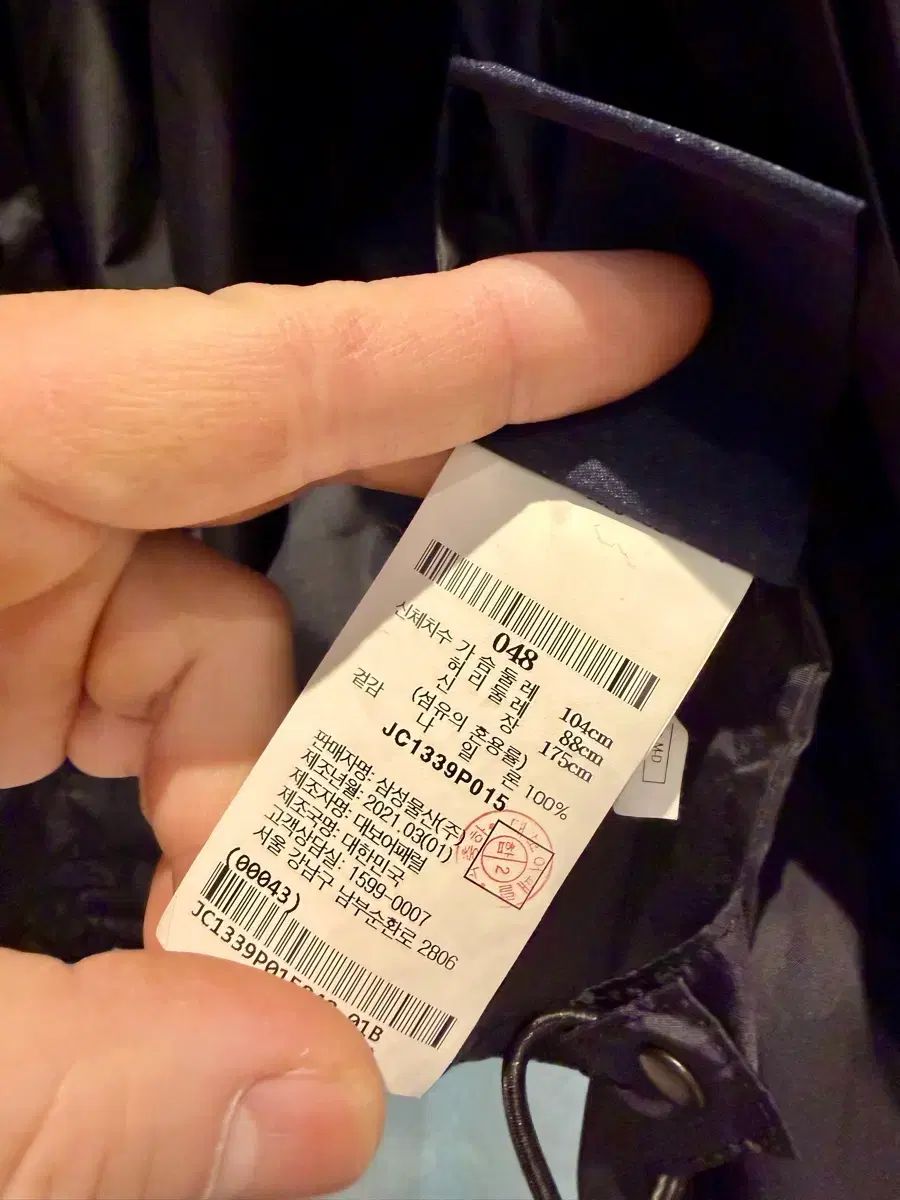 048
신체치수 가슴둘레 104cm
허리둘레 88cm
신장 175cm
겉감 (섬유의 혼용률)
나일론 100%
JC1339P015
판매자명: 삼성물산(주)
제조년월: 2021.03(01)
제조자명: 대보어패럴
제조국명: 대한민국
고객상담실: 1599-0007
서울 강남구 남부순환로 2806
(00043)
합
2